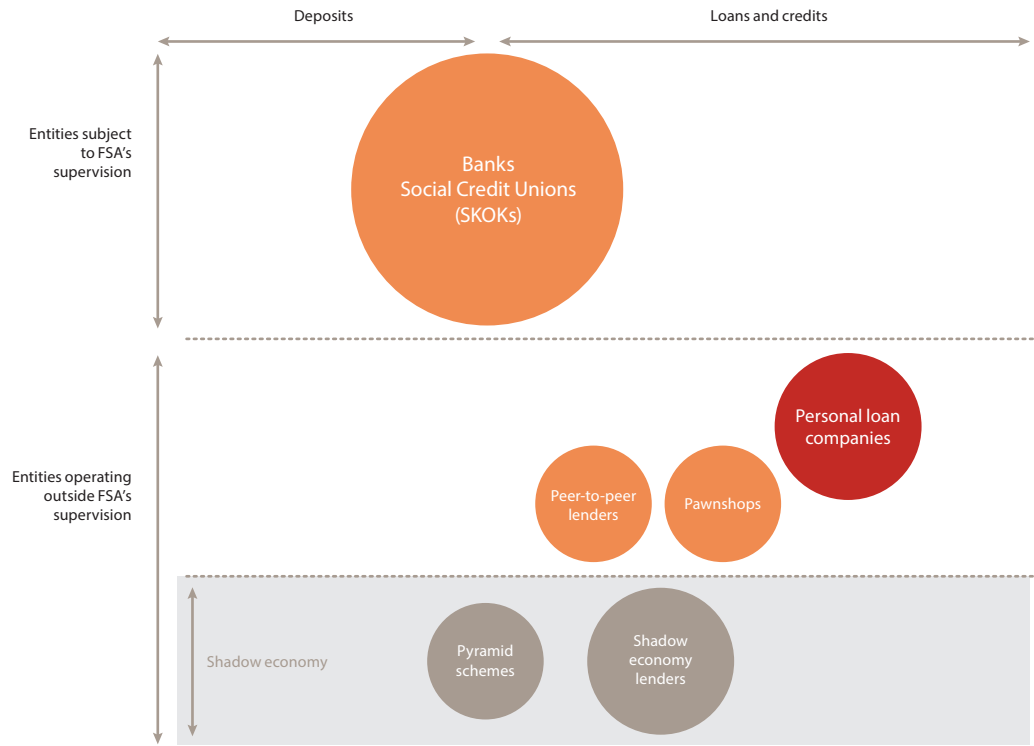 Deposits
Loans and credits
Entities subject
to FSA's
supervision
Banks
Social Credit Unions
(SKOKs)
Personal loan
companies
Entities operating
outside FSA's
supervision
Peer-to-peer
lenders
Pawnshops
Shadow economy
Pyramid
schemes
Shadow
economy
lenders